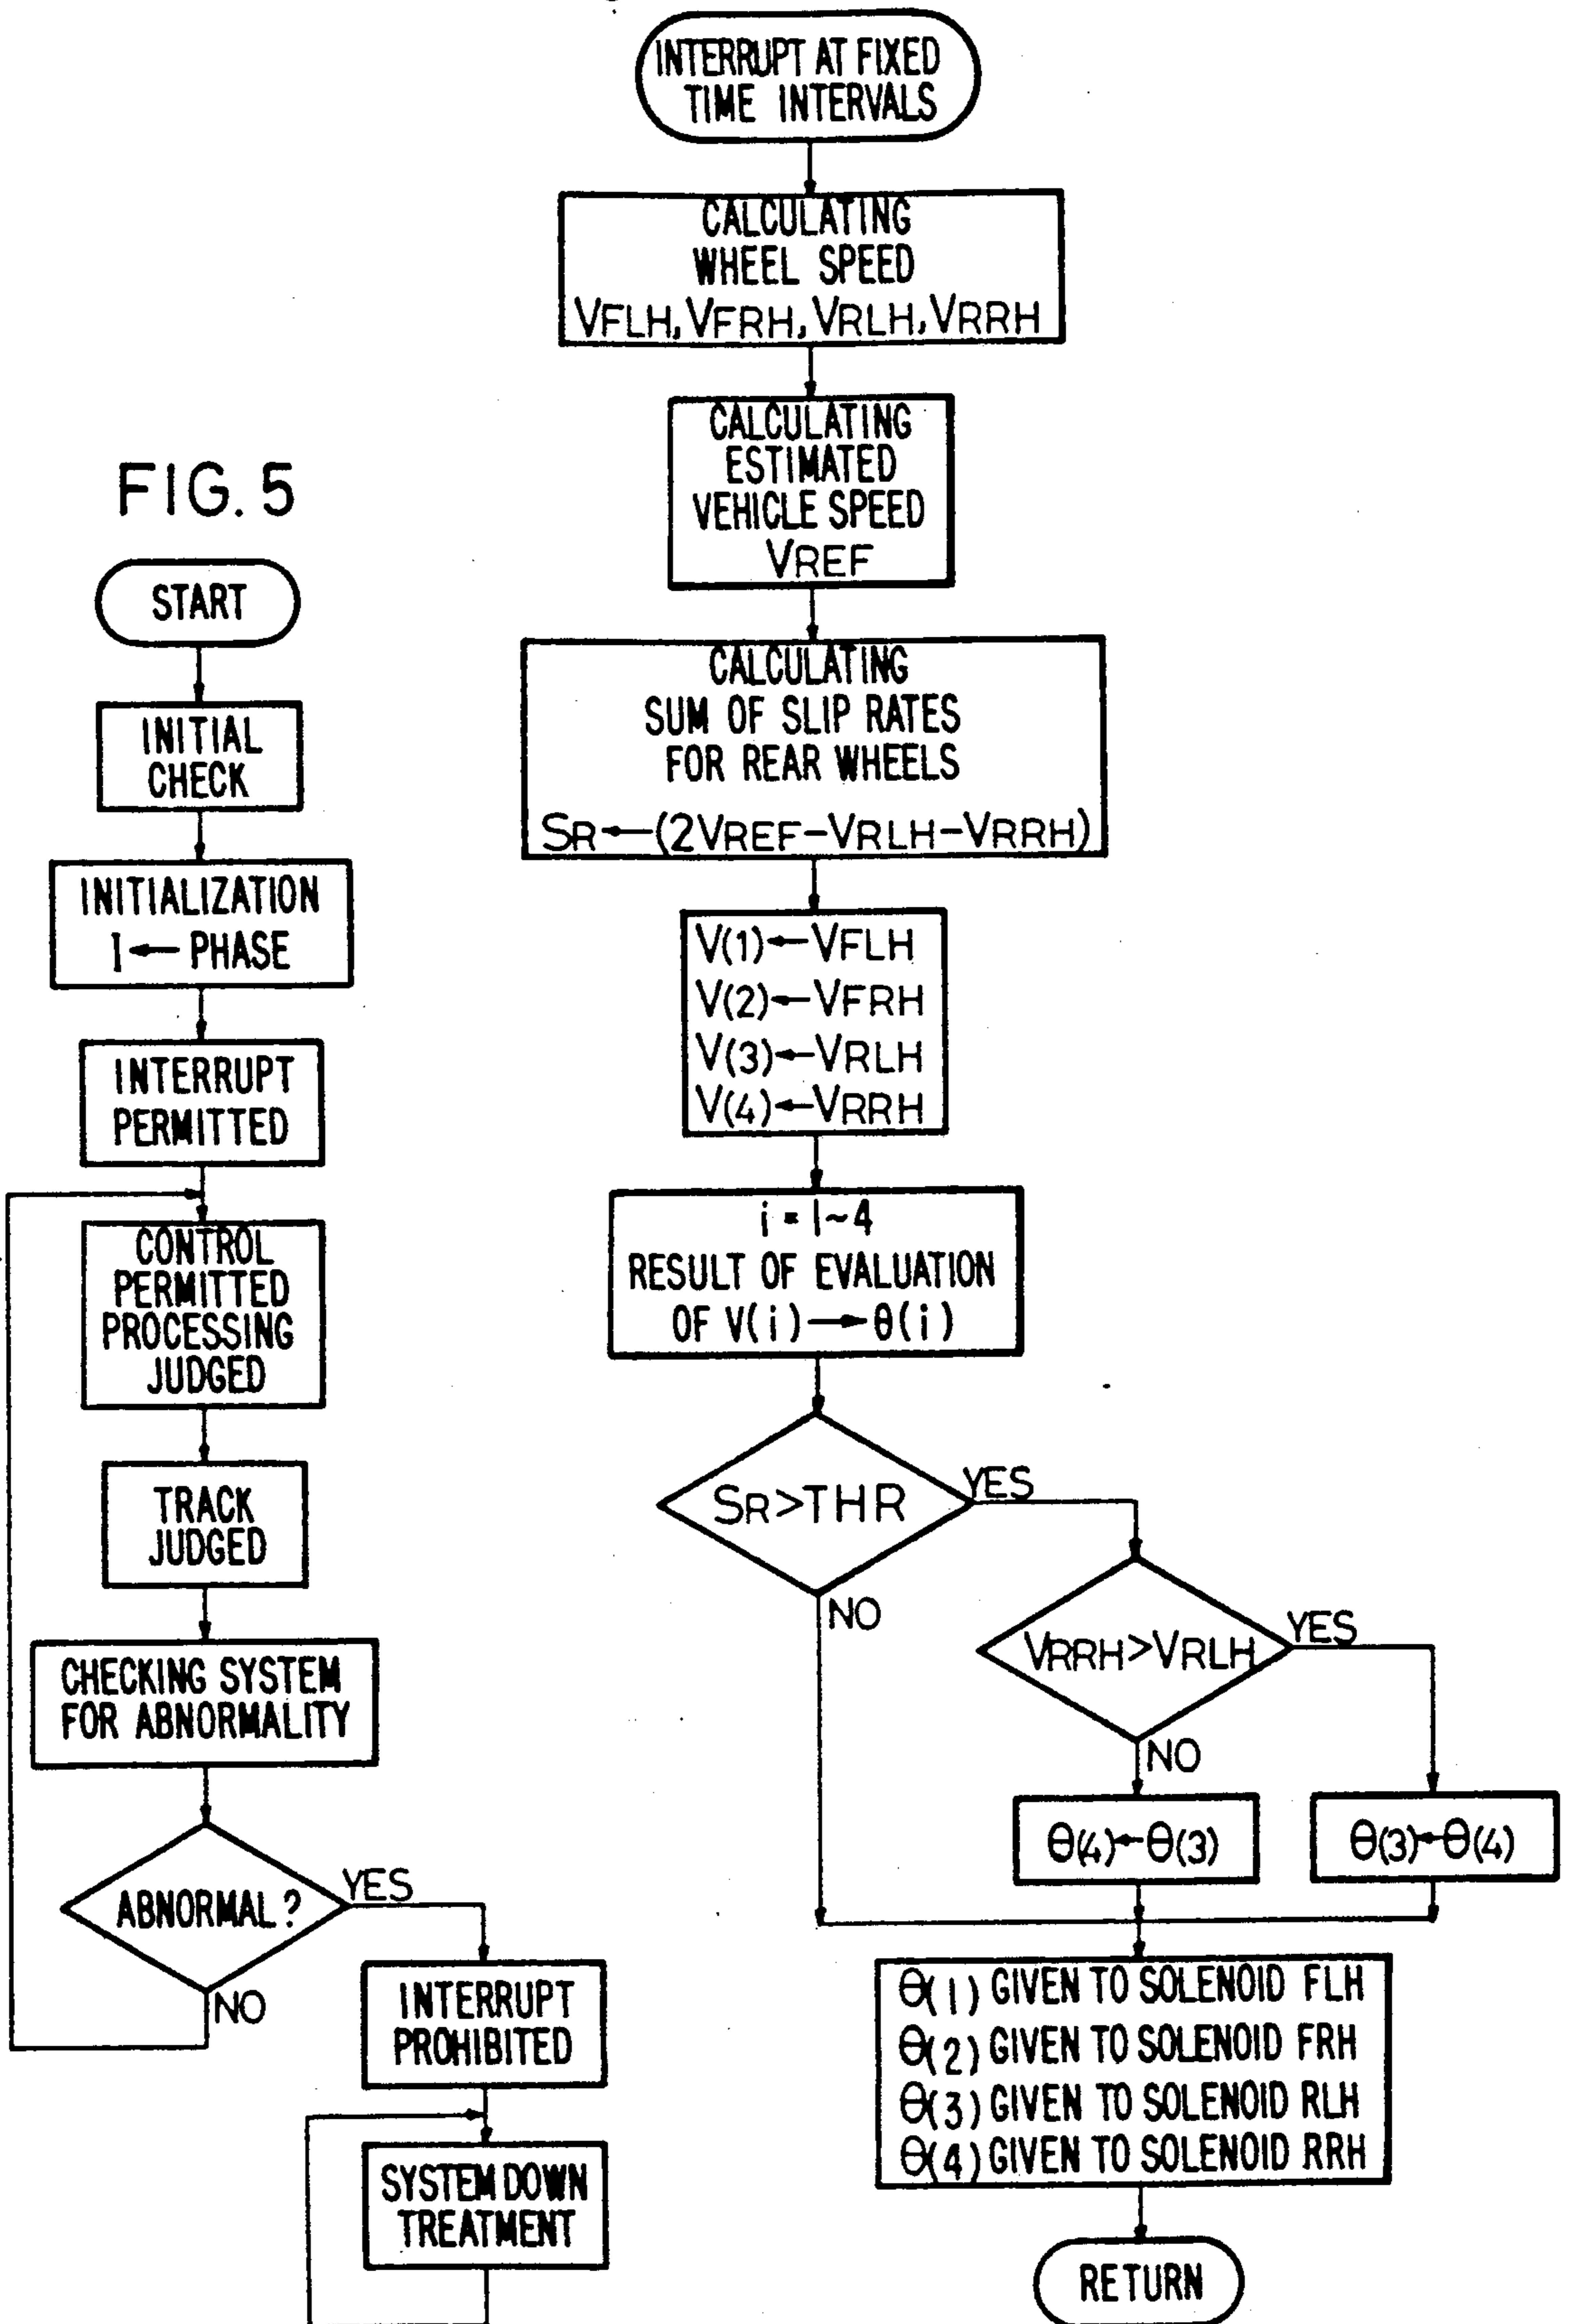 FIG. 5
START
INITIAL
CHECK
INITIALIZATION
I ← PHASE
INTERRUPT
PERMITTED
CONTROL
PERMITTED
PROCESSING
JUDGED
TRACK
JUDGED
CHECKING SYSTEM
FOR ABNORMALITY
ABNORMAL?
YES
NO
INTERRUPT
PROHIBITED
SYSTEM DOWN
TREATMENT
INTERRUPT AT FIXED
TIME INTERVALS
CALCULATING
WHEEL SPEED
VFLH, VFRH, VRLH, VRRH
CALCULATING
ESTIMATED
VEHICLE SPEED
VREF
CALCULATING
SUM OF SLIP RATES
FOR REAR WHEELS
SR ← (2VREF-VRLH-VRRH)
V(1) ← VFLH
V(2) ← VFRH
V(3) ← VRLH
V(4) ← VRRH
i = 1~4
RESULT OF EVALUATION
OF V(i) → θ(i)
SR>THR
YES
NO
VRRH>VRLH
YES
NO
θ(4) ← θ(3)
θ(3) ← θ(4)
θ(1) GIVEN TO SOLENOID FLH
θ(2) GIVEN TO SOLENOID FRH
θ(3) GIVEN TO SOLENOID RLH
θ(4) GIVEN TO SOLENOID RRH
RETURN